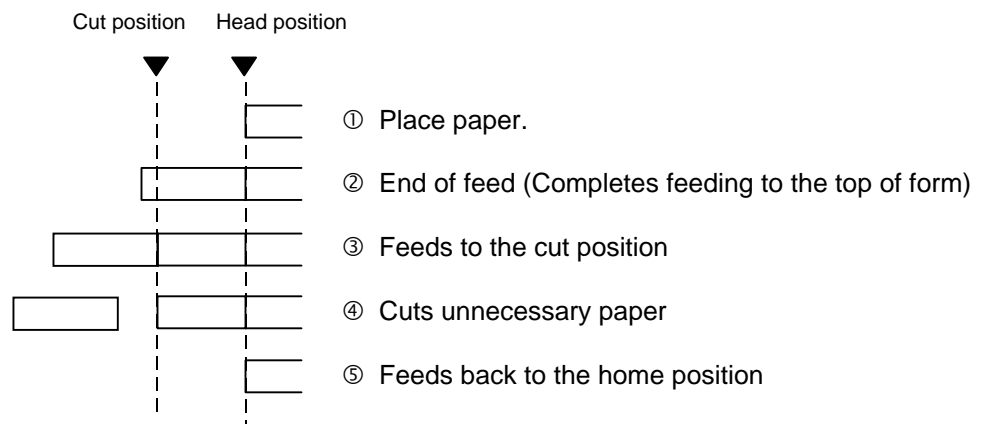 Cut position Head position
① Place paper.
② End of feed (Completes feeding to the top of form)
③ Feeds to the cut position
④ Cuts unnecessary paper
⑤ Feeds back to the home position